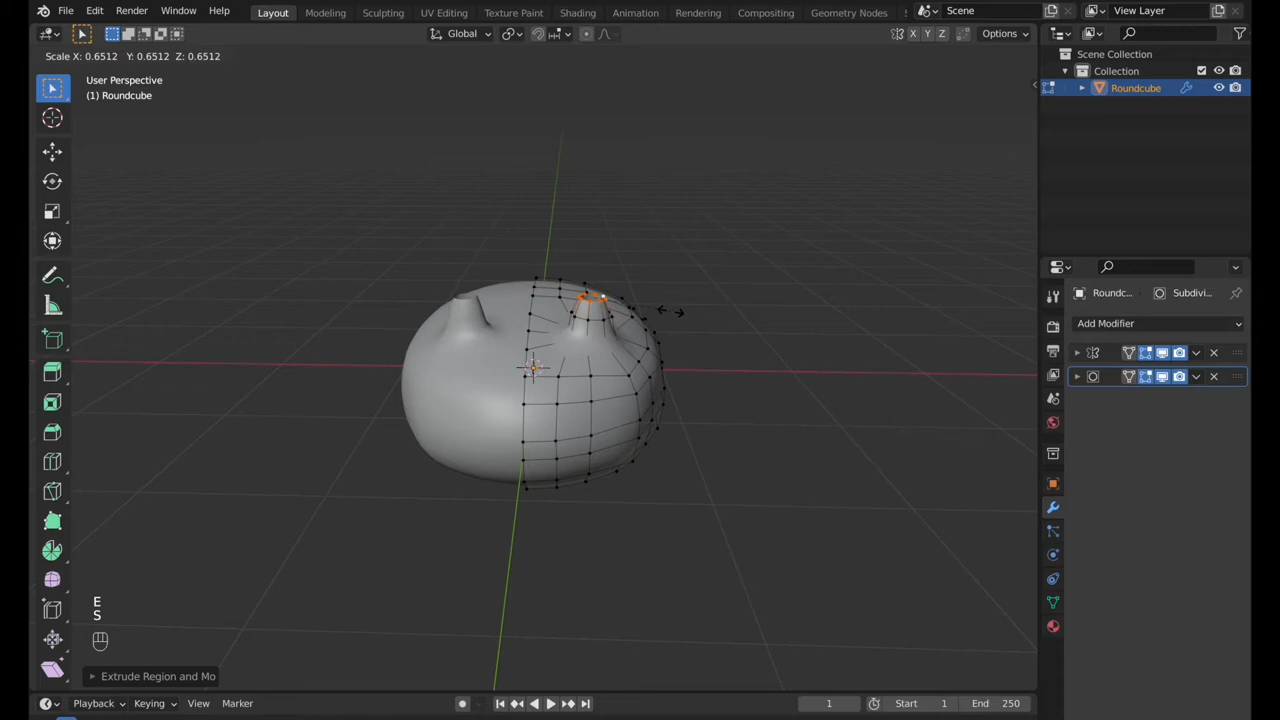 File Edit Render Window Help Layout Modeling Sculpting UV Editing Texture Paint Shading Animation Rendering Compositing Geometry Nodes Scene View Layer
Global X Y Z Options
Scale X: 0.6512 Y: 0.6512 Z: 0.6512
User Perspective
(1) Roundcube
Scene Collection
Collection
Roundcube
Roundc... Subdivi...
Add Modifier
E
S
Extrude Region and Mo
Playback Keying View Marker 1 Start 1 End 250